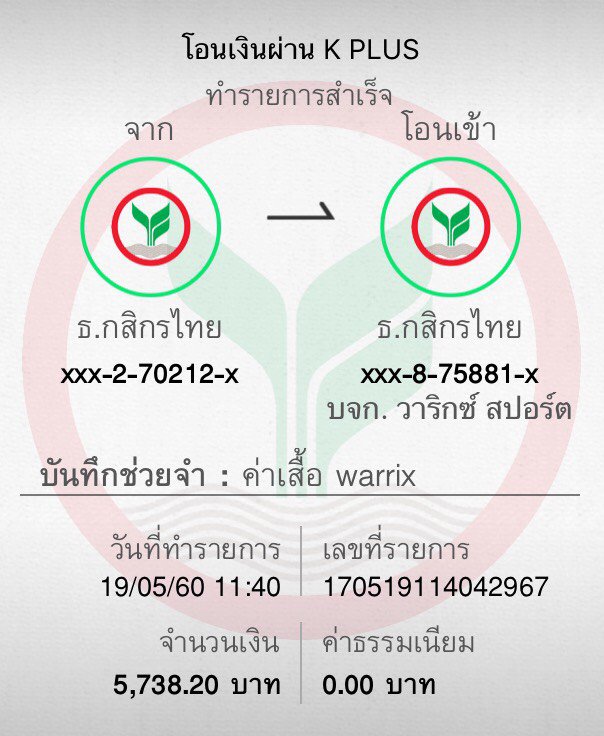 โอนเงินผ่าน K PLUS
ทำรายการสำเร็จ
จาก
โอนเข้า
ธ.กสิกรไทย
ธ.กสิกรไทย
xxx-2-70212-x
xxx-8-75881-x
บจก. วาริกซ์ สปอร์ต
บันทึกช่วยจำ : ค่าเสื้อ warrix
วันที่ทำรายการ
เลขที่รายการ
19/05/60 11:40
170519114042967
จำนวนเงิน
ค่าธรรมเนียม
5,738.20 บาท
0.00 บาท